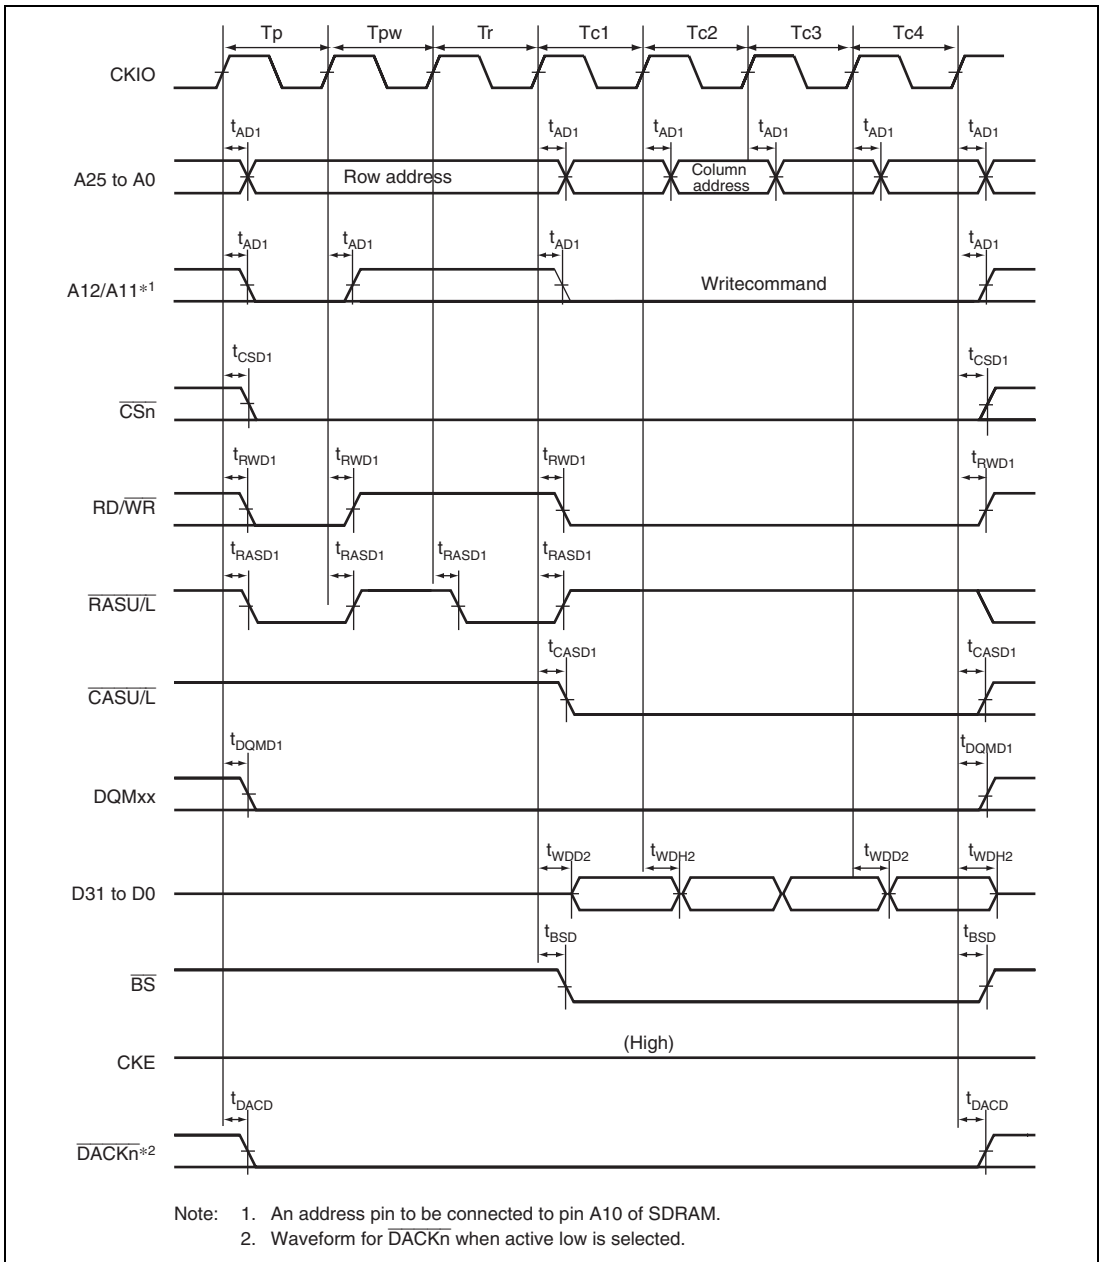 Tp Tpw Tr Tc1 Tc2 Tc3 Tc4
CKIO
tAD1 tAD1 tAD1 tAD1 tAD1 tAD1
A25 to A0 Row address Column address
tAD1 tAD1 tAD1 tAD1
A12/A11*1 Writecommand
tCSD1 tCSD1
CSn
tRWD1 tRWD1 tRWD1 tRWD1
RD/WR
tRASD1 tRASD1 tRASD1 tRASD1
RASU/L
tCASD1 tCASD1
CASU/L
tDQMD1 tDQMD1
DQMxx
tWDD2 tWDH2 tWDD2 tWDH2
D31 to D0
tBSD tBSD
BS
(High)
CKE
tDACD tDACD
DACKn*2
Note: 1. An address pin to be connected to pin A10 of SDRAM.
2. Waveform for DACKn when active low is selected.